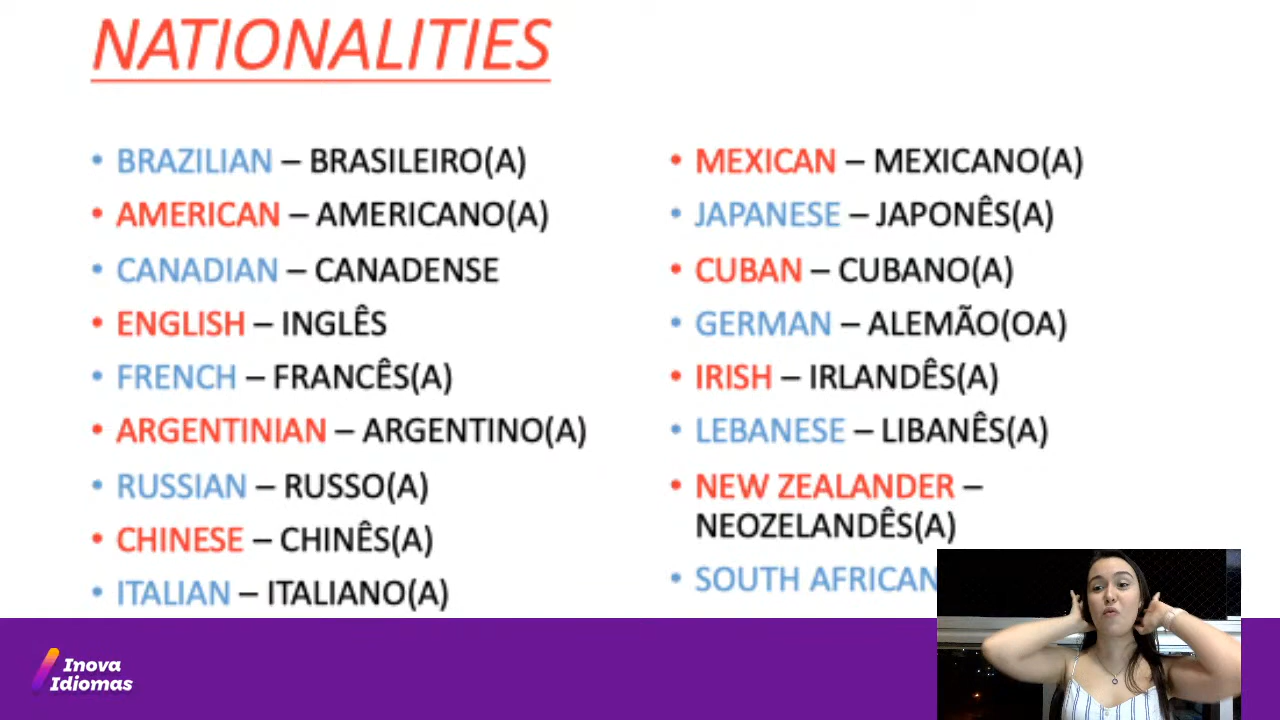 NATIONALITIES
• BRAZILIAN – BRASILEIRO(A)
• AMERICAN – AMERICANO(A)
• CANADIAN – CANADENSE
• ENGLISH – INGLÊS
• FRENCH – FRANCÊS(A)
• ARGENTINIAN – ARGENTINO(A)
• RUSSIAN – RUSSO(A)
• CHINESE – CHINÊS(A)
• ITALIAN – ITALIANO(A)
• MEXICAN – MEXICANO(A)
• JAPANESE – JAPONÊS(A)
• CUBAN – CUBANO(A)
• GERMAN – ALEMÃO(OA)
• IRISH – IRLANDÊS(A)
• LEBANESE – LIBANÊS(A)
• NEW ZEALANDER –
NEOZELANDÊS(A)
• SOUTH AFRICAN
Inova
Idiomas